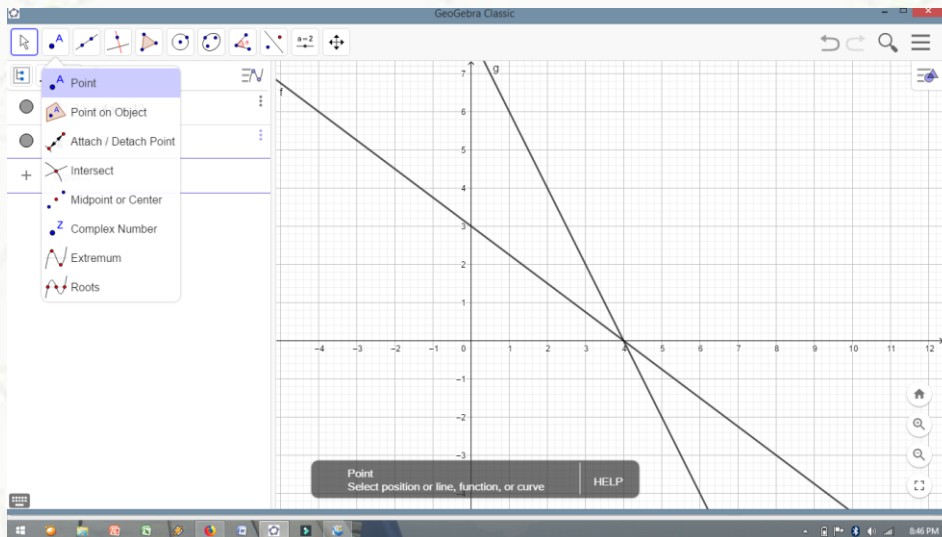 GeoGebra Classic
A
a=2
A Point
A Point on Object
Attach / Detach Point
Intersect
Midpoint or Center
Z Complex Number
Extremum
Roots
f
g
7
6
5
4
3
2
1
0
–1
–2
–3
–4 –3 –2 –1 0 1 2 3 4 5 6 7 8 9 10 11 12
Point
Select position or line, function, or curve
HELP
8:46 PM